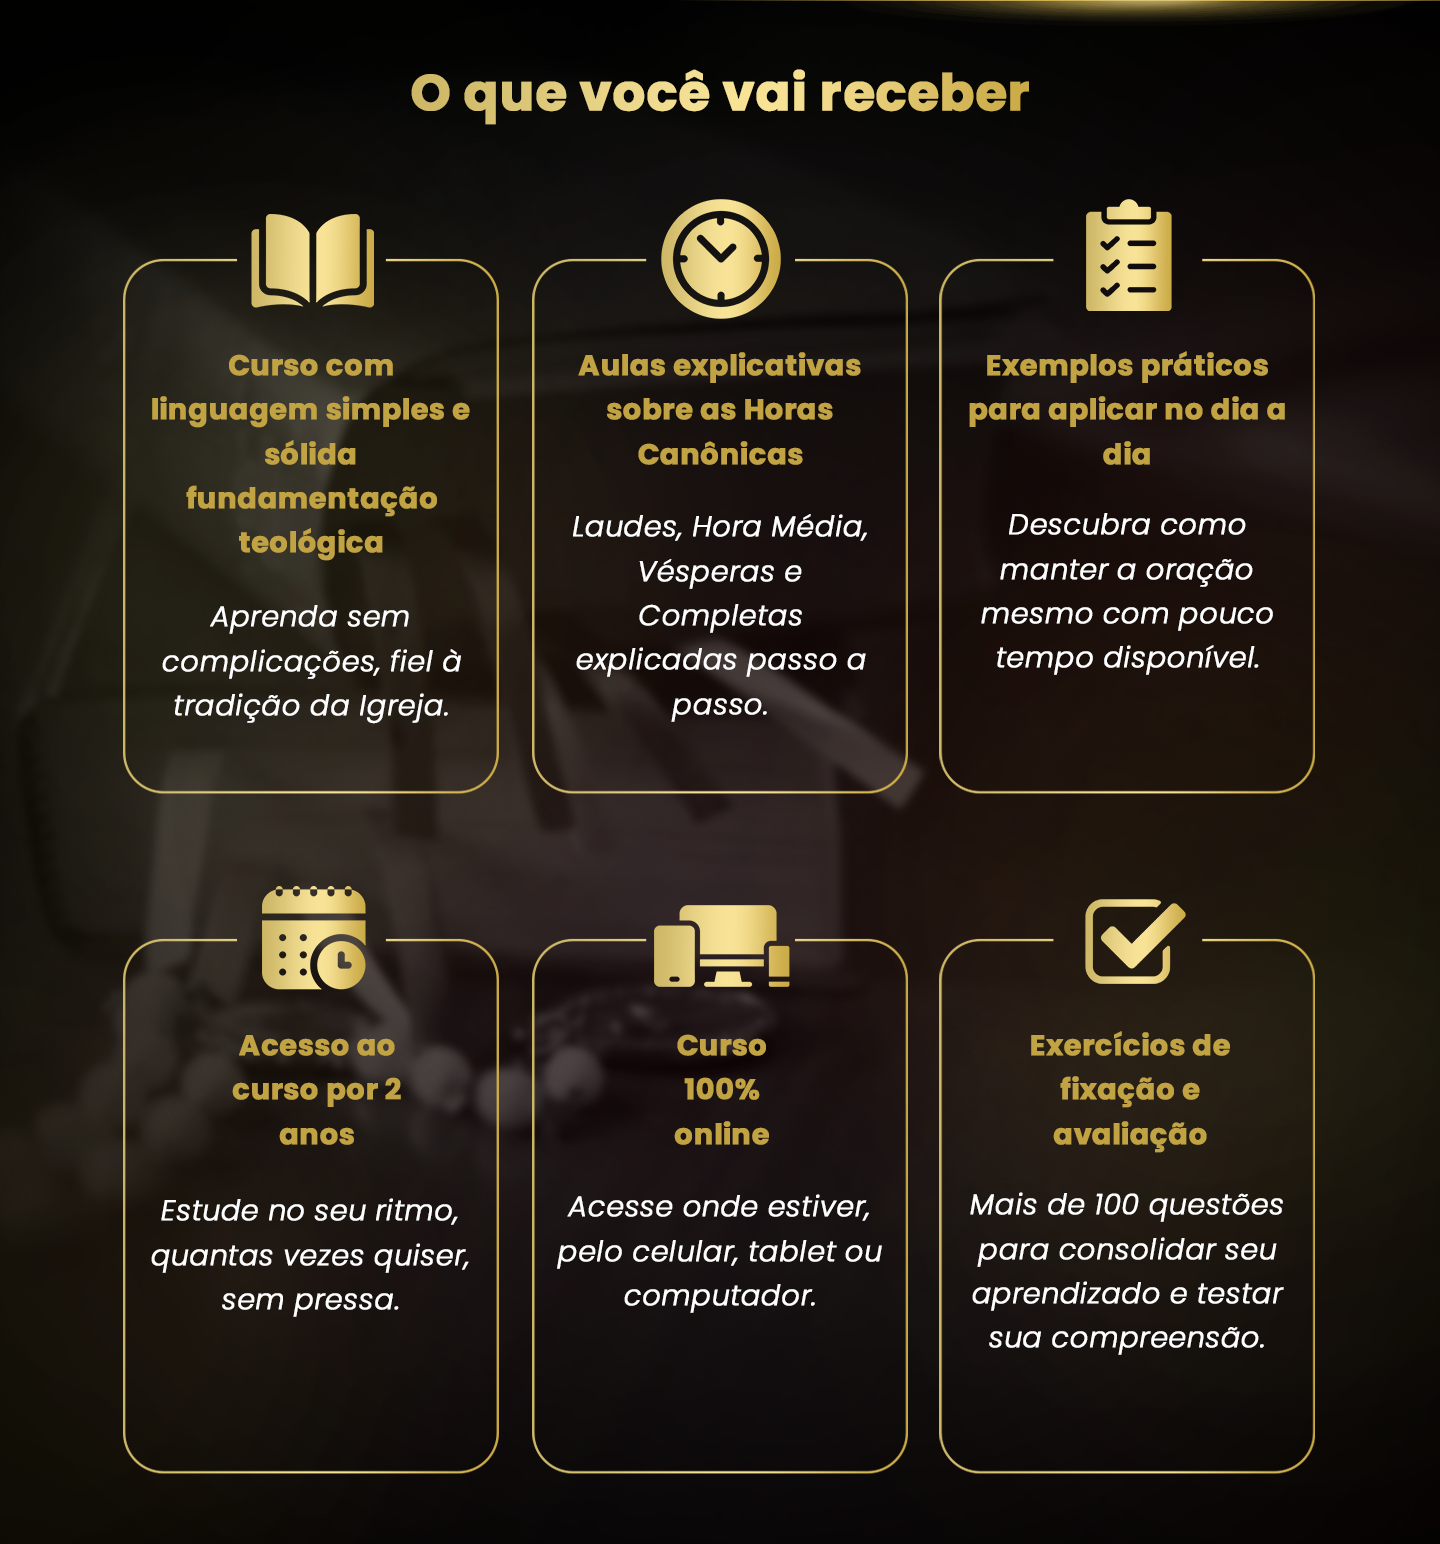 O que você vai receber
Curso com
linguagem simples e
sólida
fundamentação
teológica
Aprenda sem
complicações, fiel à
tradição da Igreja.
Aulas explicativas
sobre as Horas
Canônicas
Laudes, Hora Média,
Vésperas e
Completas
explicadas passo a
passo.
Exemplos práticos
para aplicar no dia a
dia
Descubra como
manter a oração
mesmo com pouco
tempo disponível.
Acesso ao
curso por 2
anos
Estude no seu ritmo,
quantas vezes quiser,
sem pressa.
Curso
100%
online
Acesse onde estiver,
pelo celular, tablet ou
computador.
Exercícios de
fixação e
avaliação
Mais de 100 questões
para consolidar seu
aprendizado e testar
sua compreensão.